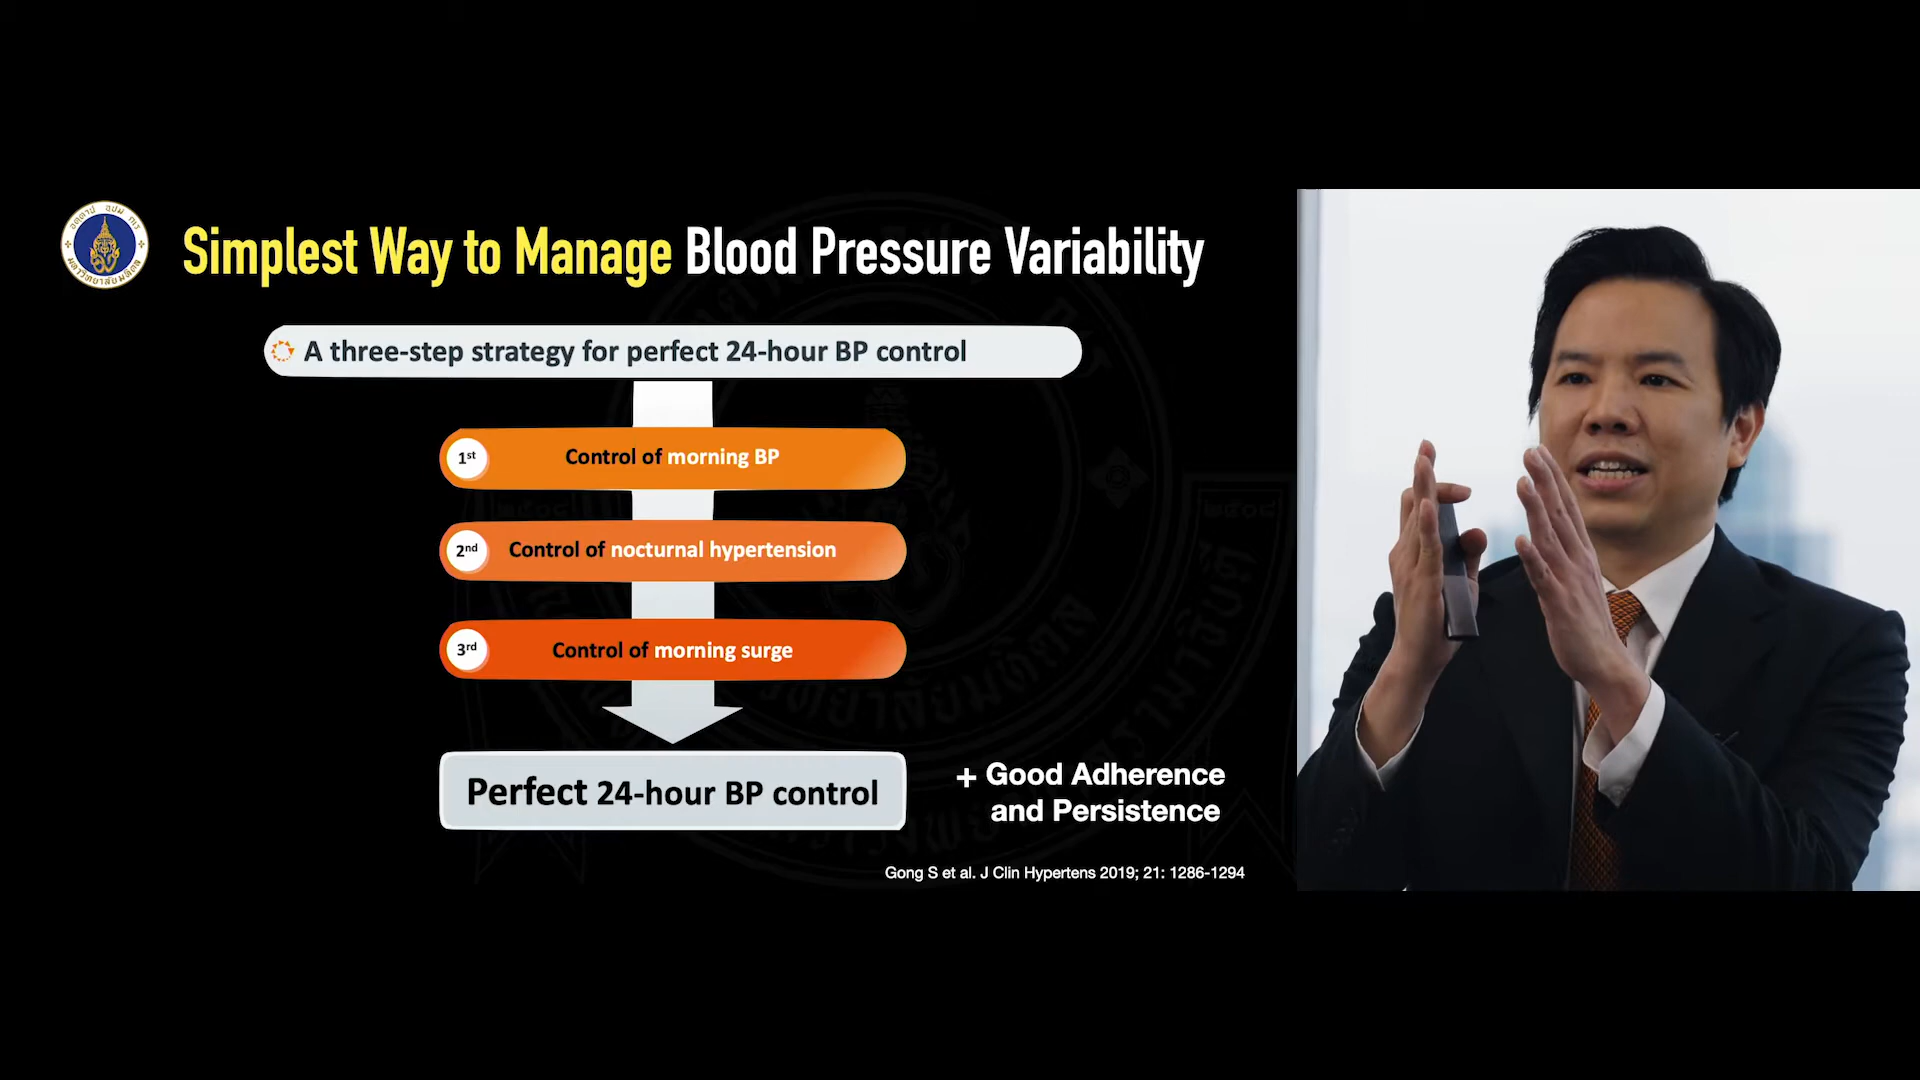 Simplest Way to Manage Blood Pressure Variability
A three-step strategy for perfect 24-hour BP control
1st Control of morning BP
2nd Control of nocturnal hypertension
3rd Control of morning surge
Perfect 24-hour BP control
+ Good Adherence
and Persistence
Gong S et al. J Clin Hypertens 2019; 21: 1286-1294